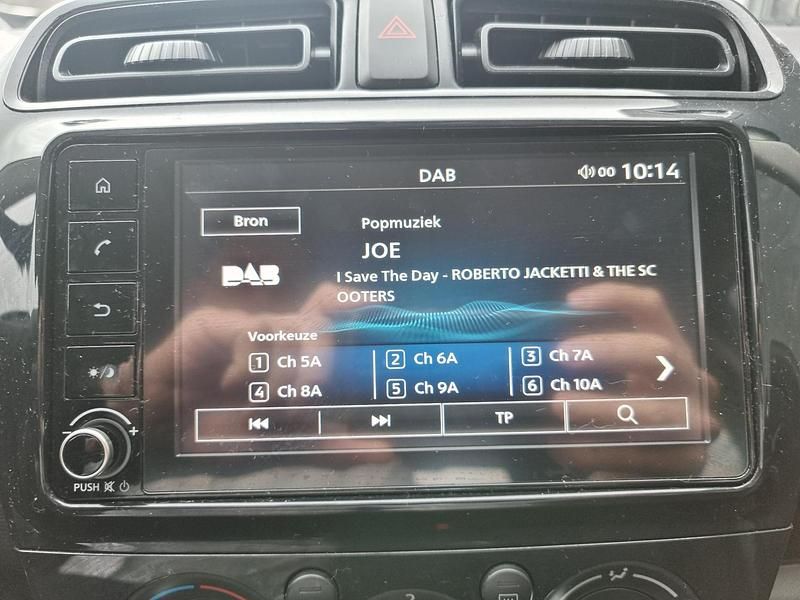 DAB
00 10:14
Bron
Popmuziek
JOE
DAB
I Save The Day - ROBERTO JACKETTI & THE SC
OOTERS
Voorkeuze
1 Ch 5A 2 Ch 6A 3 Ch 7A
4 Ch 8A 5 Ch 9A 6 Ch 10A
TP
- +
PUSH